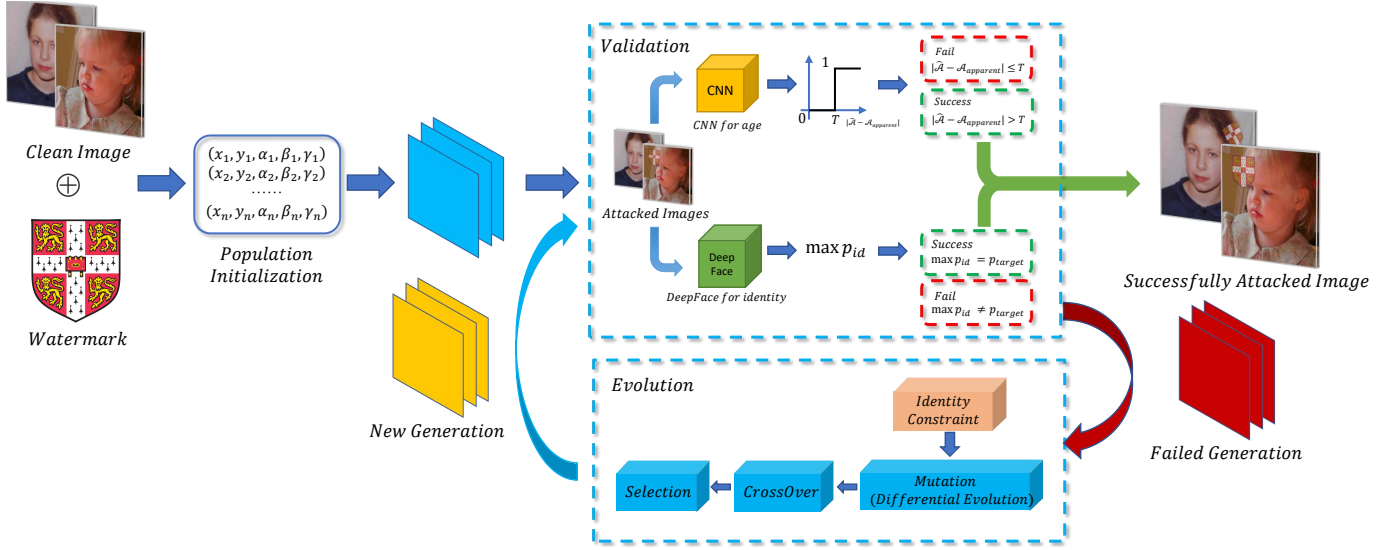 Clean Image
⊕
Watermark
(x₁, y₁, α₁, β₁, γ₁)
(x₂, y₂, α₂, β₂, γ₂)
......
(xₙ, yₙ, αₙ, βₙ, γₙ)
Population
Initialization
New Generation
Validation
Attacked Images
CNN
CNN for age
1
0
T
|Â − 𝒜_apparent|
Fail
|Â − 𝒜_apparent| ≤ T
Success
|Â − 𝒜_apparent| > T
Deep
Face
DeepFace for identity
max p_id
Success
max p_id = p_target
Fail
max p_id ≠ p_target
Evolution
Identity
Constraint
Selection
CrossOver
Mutation
(Differential Evolution)
Successfully Attacked Image
Failed Generation